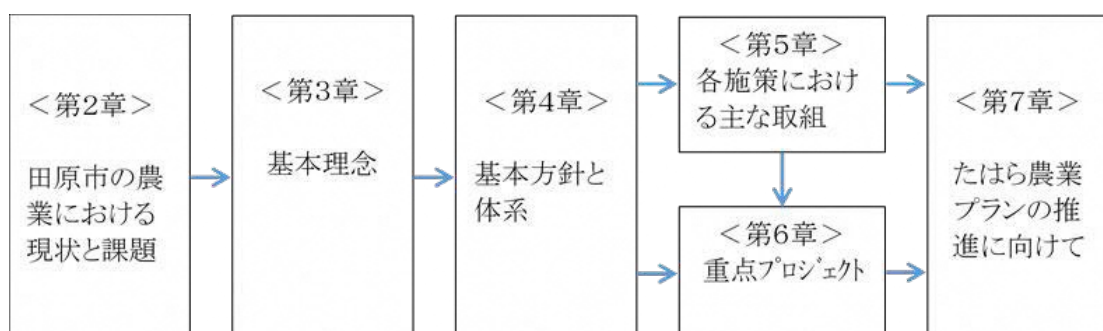 ＜第2章＞
田原市の農
業における
現状と課題
＜第3章＞
基本理念
＜第4章＞
基本方針と
体系
＜第5章＞
各施策におけ
る主な取組
＜第6章＞
重点プロジェクト
＜第7章＞
たはら農業
プランの推
進に向けて